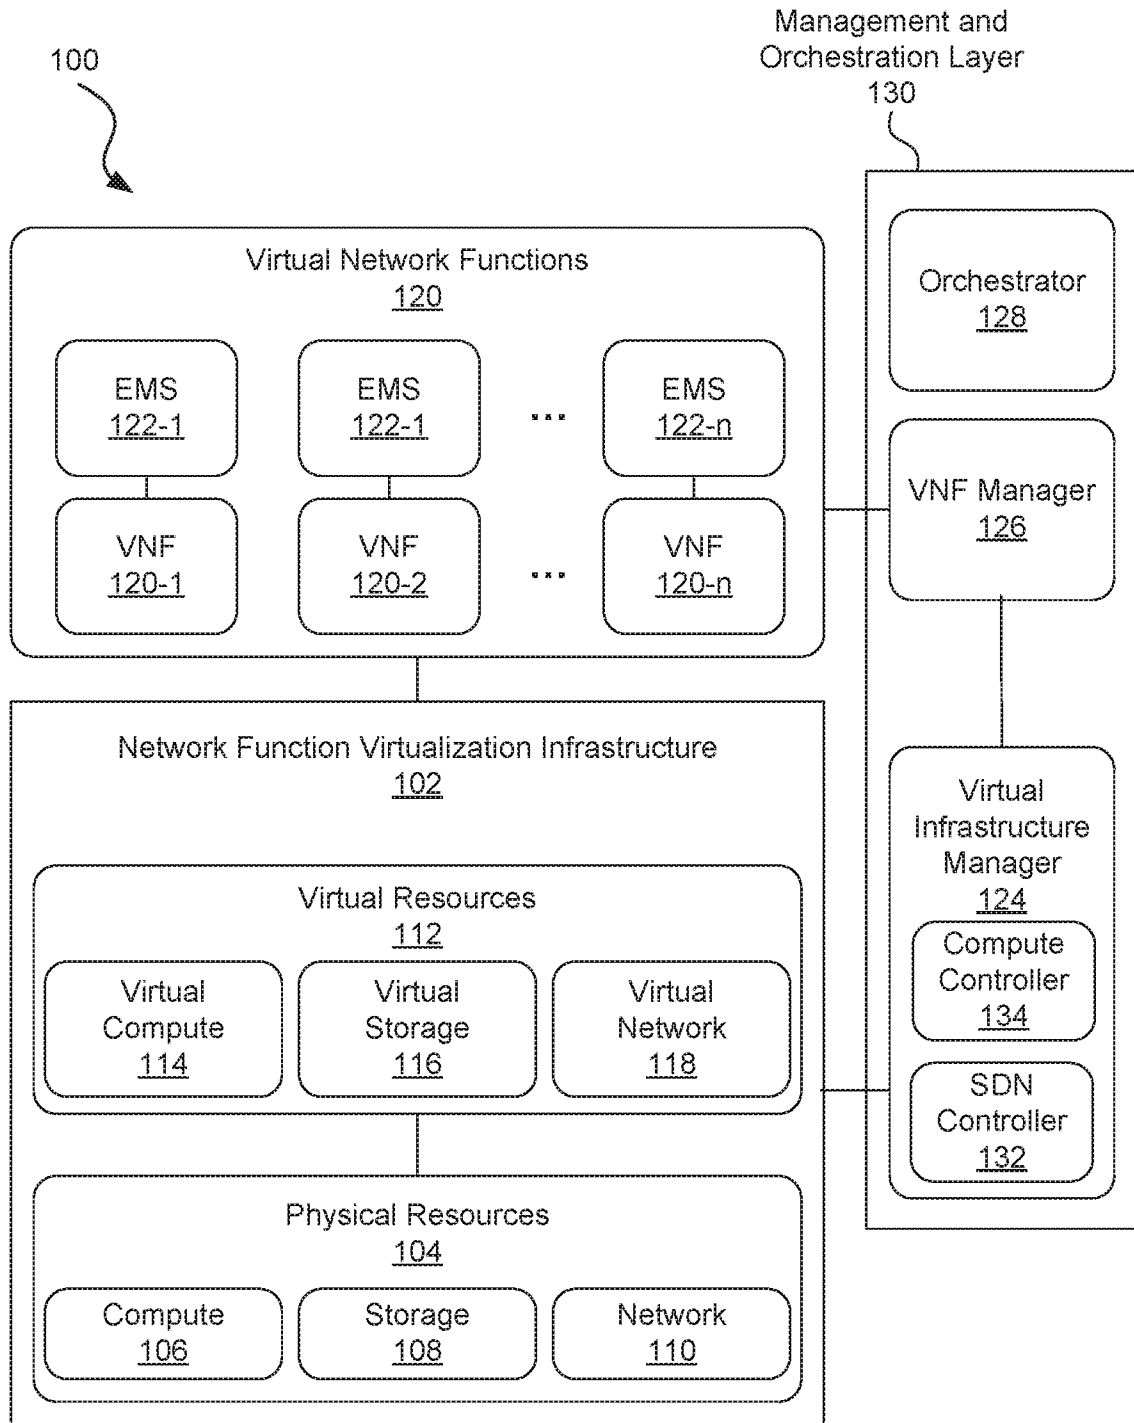 100
Management and
Orchestration Layer
130
Virtual Network Functions
120
EMS
122-1
EMS
122-1
...
EMS
122-n
VNF
120-1
VNF
120-2
...
VNF
120-n
Orchestrator
128
VNF Manager
126
Network Function Virtualization Infrastructure
102
Virtual Resources
112
Virtual
Compute
114
Virtual
Storage
116
Virtual
Network
118
Physical Resources
104
Compute
106
Storage
108
Network
110
Virtual
Infrastructure
Manager
124
Compute
Controller
134
SDN
Controller
132